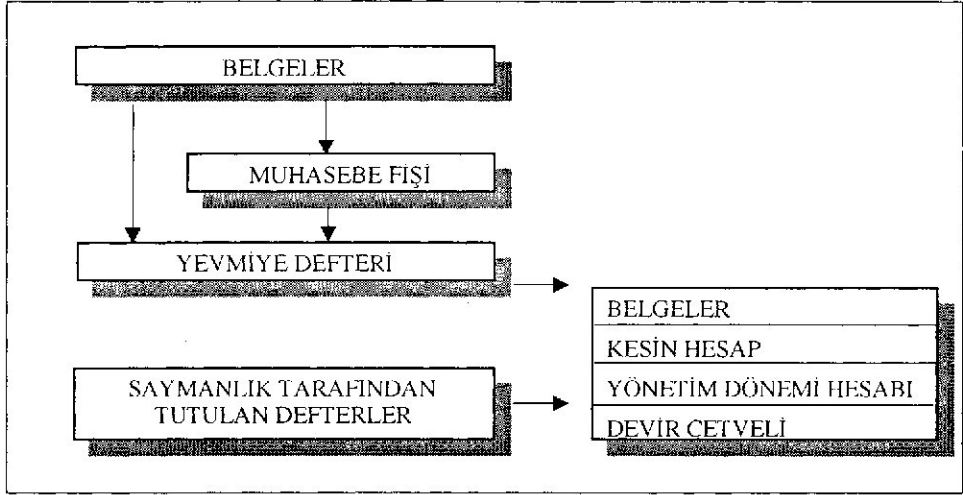 BELGELER
MUHASEBE FİŞİ
YEVMİYE DEFTERİ
SAYMANLIK TARAFINDAN
TUTULAN DEFTERLER
BELGELER
KESİN HESAP
YÖNETİM DÖNEMİ HESABI
DEVİR CETVELİ